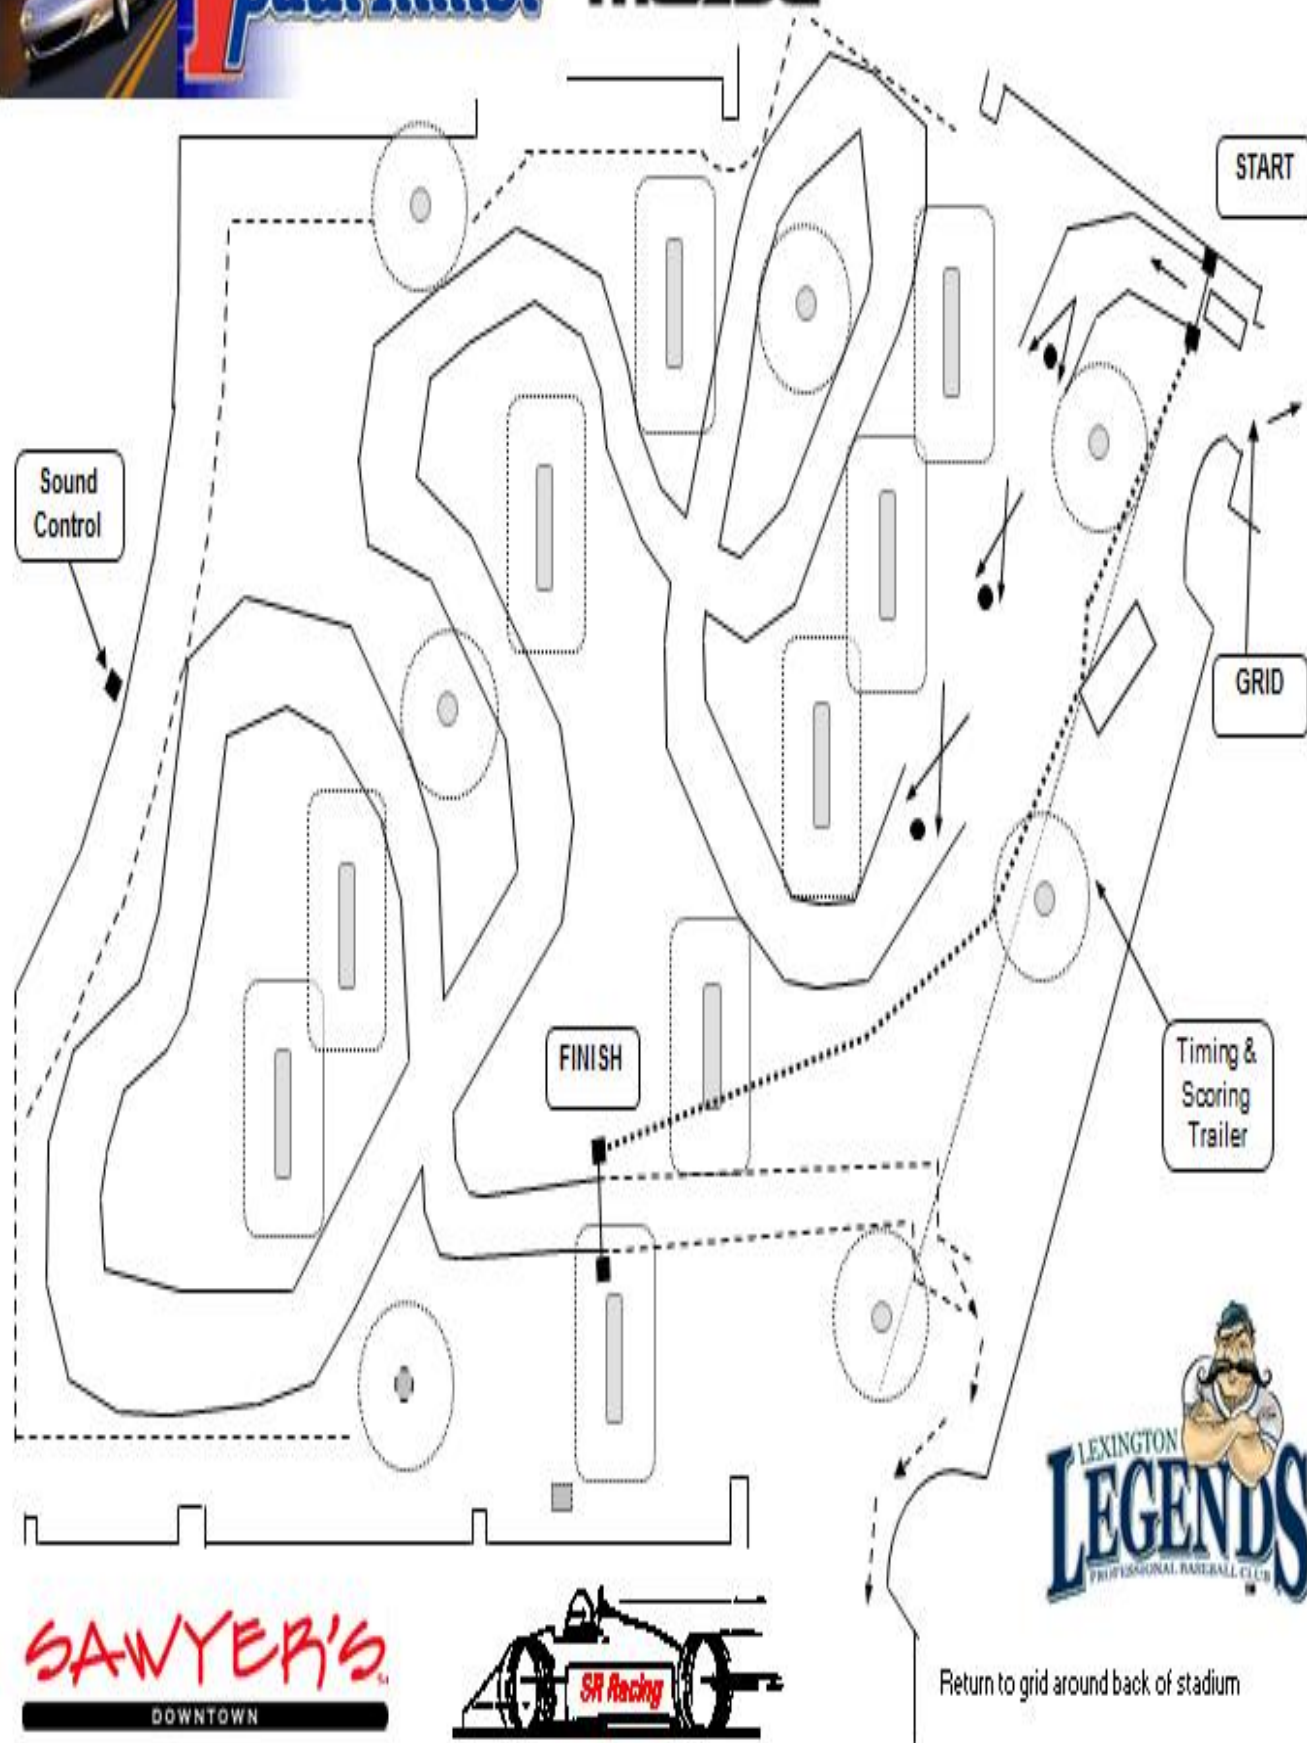 START
Sound
Control
GRID
FINISH
Timing &
Scoring
Trailer
LEXINGTON
LEGENDS
PROFESSIONAL BASEBALL CLUB
SAWYER'S
DOWNTOWN
SR Racing
Return to grid around back of stadium